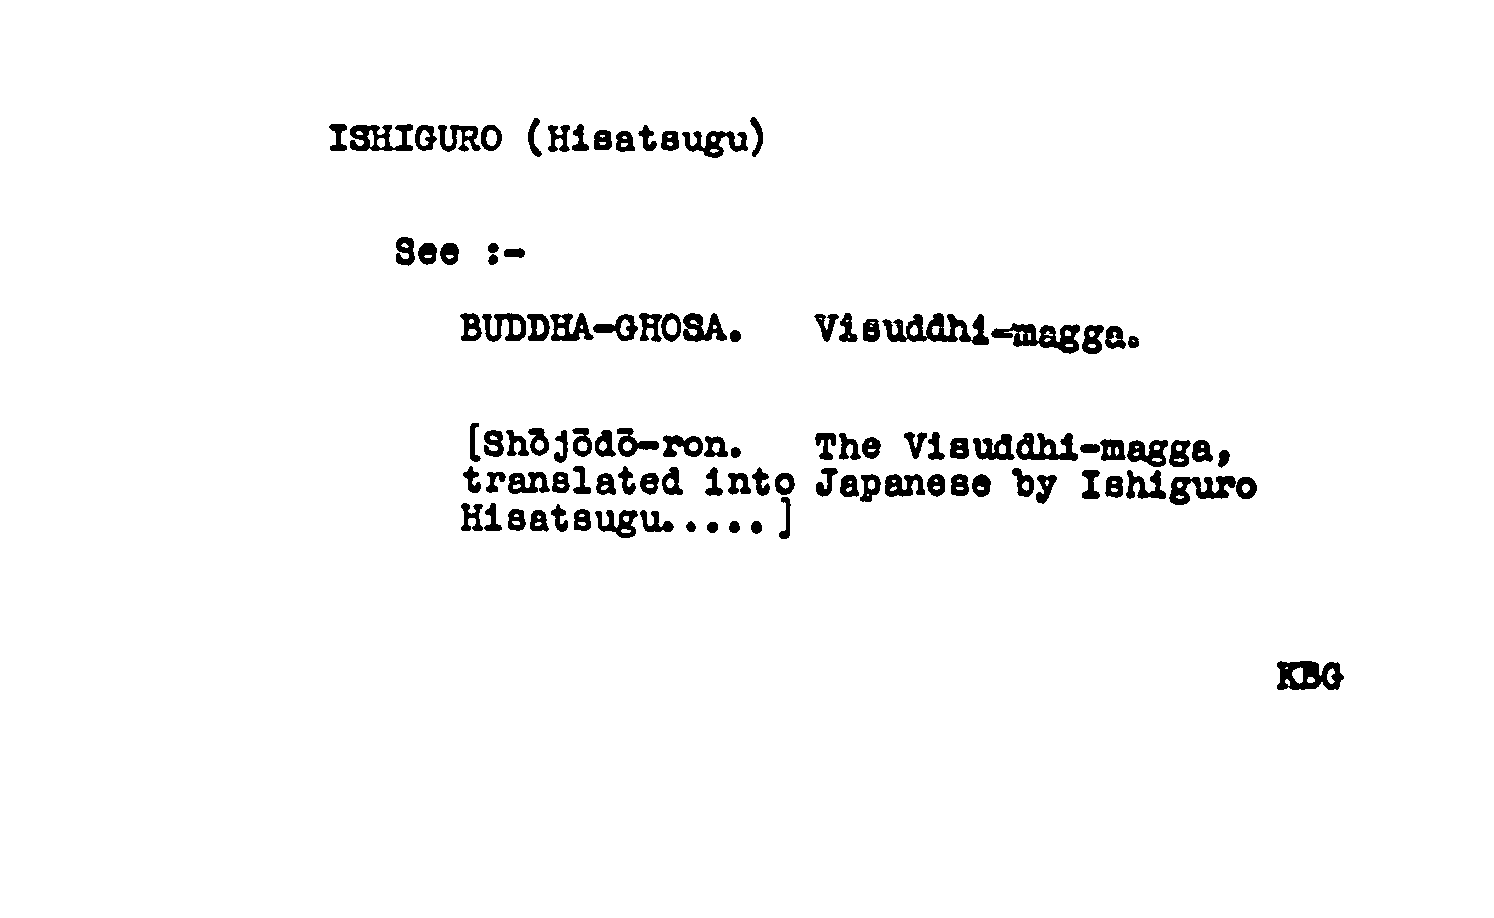 ISHIGURO (Hisatsugu)
See :-
BUDDHA-GHOSA. Visuddhi-magga.
[Shōjōdō-ron. The Visuddhi-magga,
translated into Japanese by Ishiguro
Hisatsugu.....]
KBG